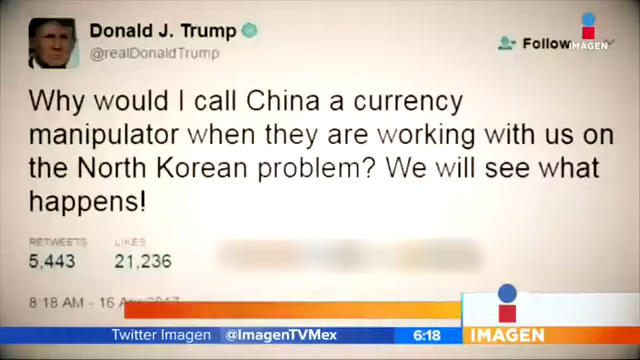 Donald J. Trump
@realDonaldTrump
Follow
IMAGEN
Why would I call China a currency
manipulator when they are working with us on
the North Korean problem? We will see what
happens!
RETWEETS LIKES
5,443 21,236
8:18 AM - 16 Apr 2017
Twitter Imagen @ImagenTVMex 6:18 IMAGEN